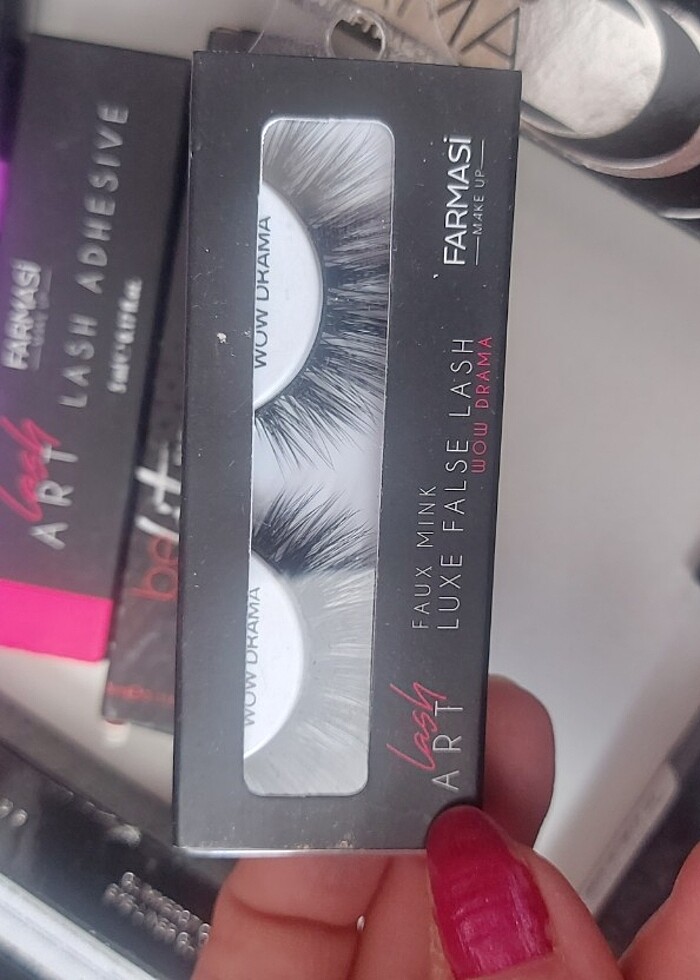 FARMASİ
MAKE UP
FAUX MINK
LUXE FALSE LASH
WOW DRAMA
Lash
ART
WOW DRAMA
WOW DRAMA
FARMASİ
Lash
ART
LASH ADHESIVE